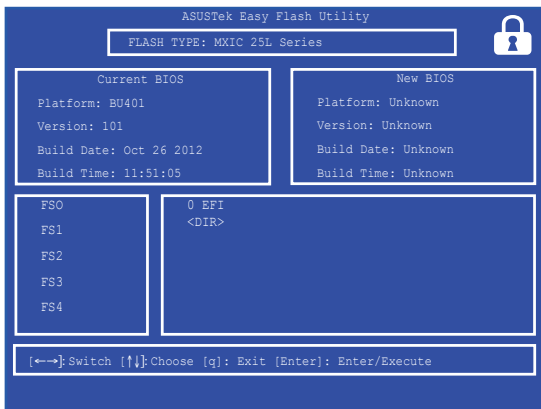 ASUSTek Easy Flash Utility
FLASH TYPE: MXIC 25L Series
Current BIOS
Platform: BU401
Version: 101
Build Date: Oct 26 2012
Build Time: 11:51:05
New BIOS
Platform: Unknown
Version: Unknown
Build Date: Unknown
Build Time: Unknown
FSO
FS1
FS2
FS3
FS4
0 EFI
<DIR>
[←→]:Switch [↑↓]:Choose [q]: Exit [Enter]: Enter/Execute